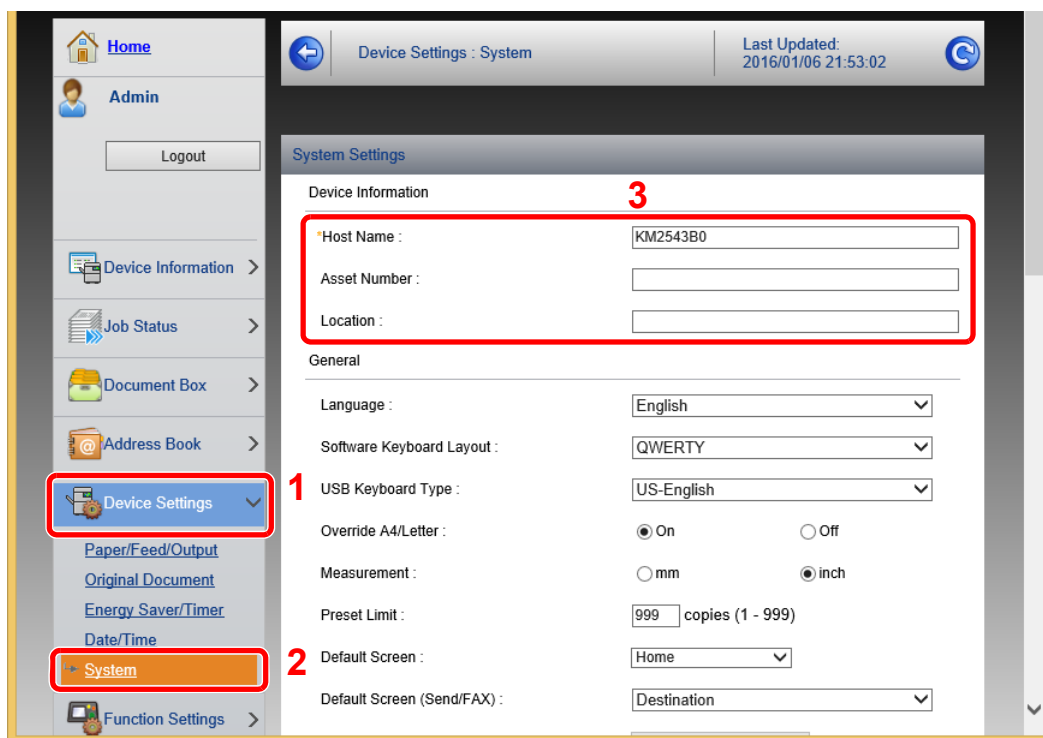 Home
Admin
Logout
Device Information
Job Status
Document Box
Address Book
Device Settings
1
Paper/Feed/Output
Original Document
Energy Saver/Timer
Date/Time
System
2
Function Settings
Device Settings : System
Last Updated:
2016/01/06 21:53:02
System Settings
Device Information
3
*Host Name : KM2543B0
Asset Number :
Location :
General
Language : English
Software Keyboard Layout : QWERTY
USB Keyboard Type : US-English
Override A4/Letter : On Off
Measurement : mm inch
Preset Limit : 999 copies (1 - 999)
Default Screen : Home
Default Screen (Send/FAX) : Destination